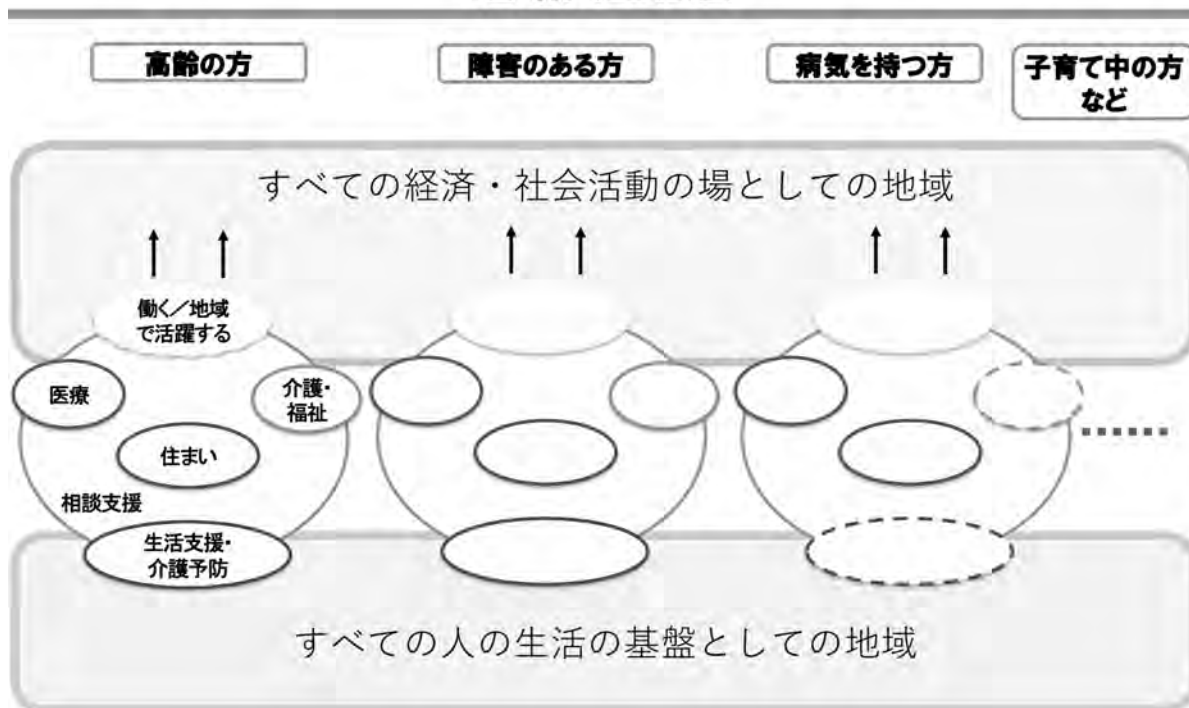 高齢の方
障害のある方
病気を持つ方
子育て中の方
など
すべての経済・社会活動の場としての地域
働く／地域
で活躍する
医療
介護・
福祉
住まい
相談支援
生活支援・
介護予防
すべての人の生活の基盤としての地域